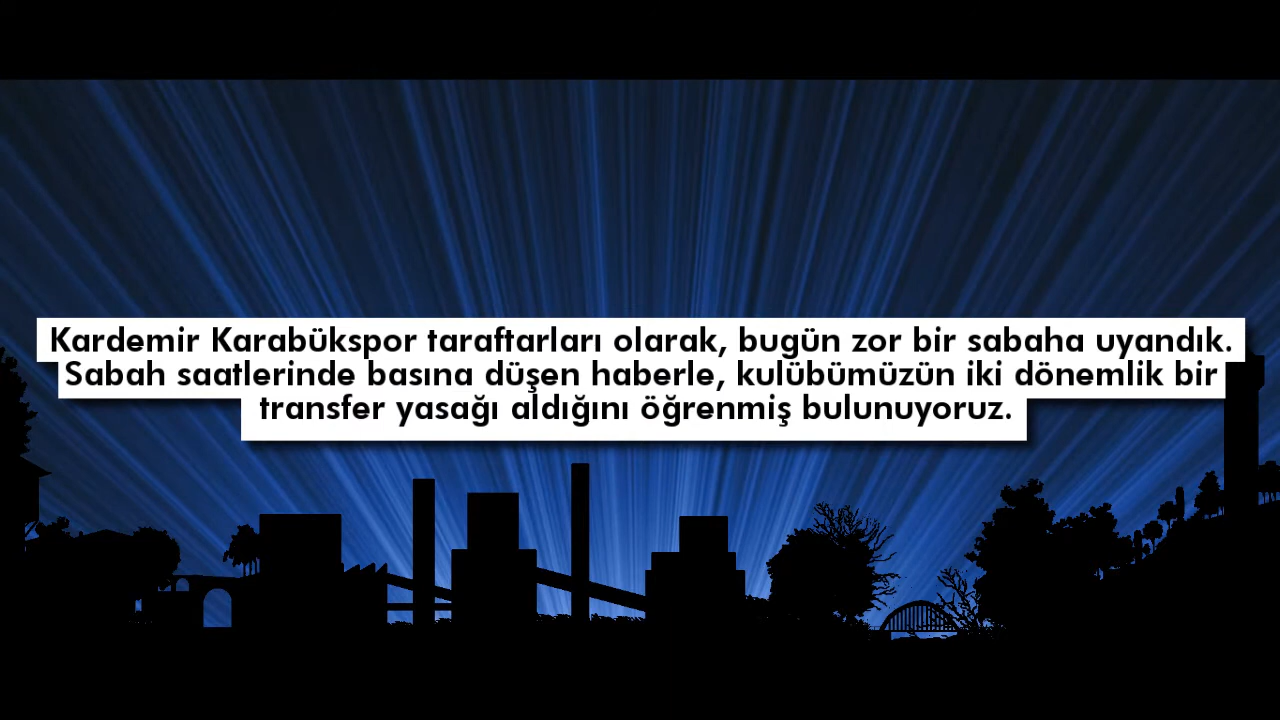 Kardemir Karabükspor taraftarları olarak, bugün zor bir sabaha uyandık.
Sabah saatlerinde basına düşen haberle, kulübümüzün iki dönemlik bir
transfer yasağı aldığını öğrenmiş bulunuyoruz.